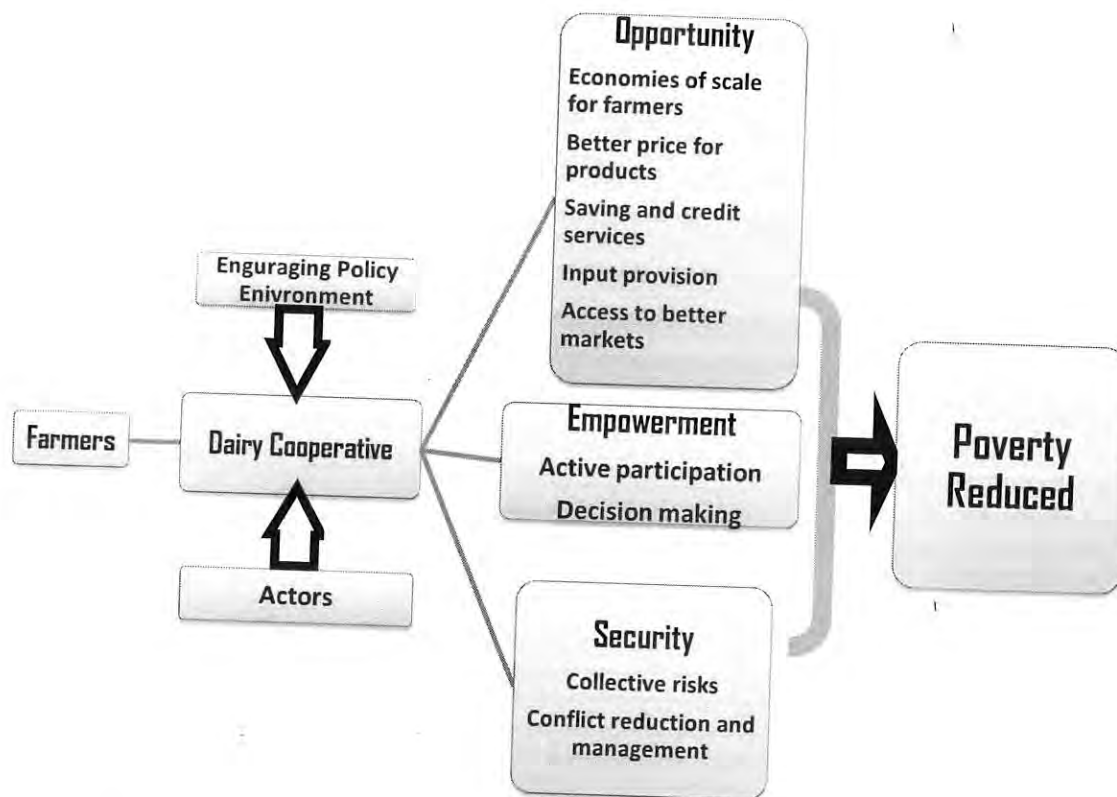 Farmers
Enguraging Policy
Enivronment
Dairy Cooperative
Actors
Opportunity
Economies of scale
for farmers
Better price for
products
Saving and credit
services
Input provision
Access to better
markets
Empowerment
Active participation
Decision making
Security
Collective risks
Conflict reduction and
management
Poverty
Reduced